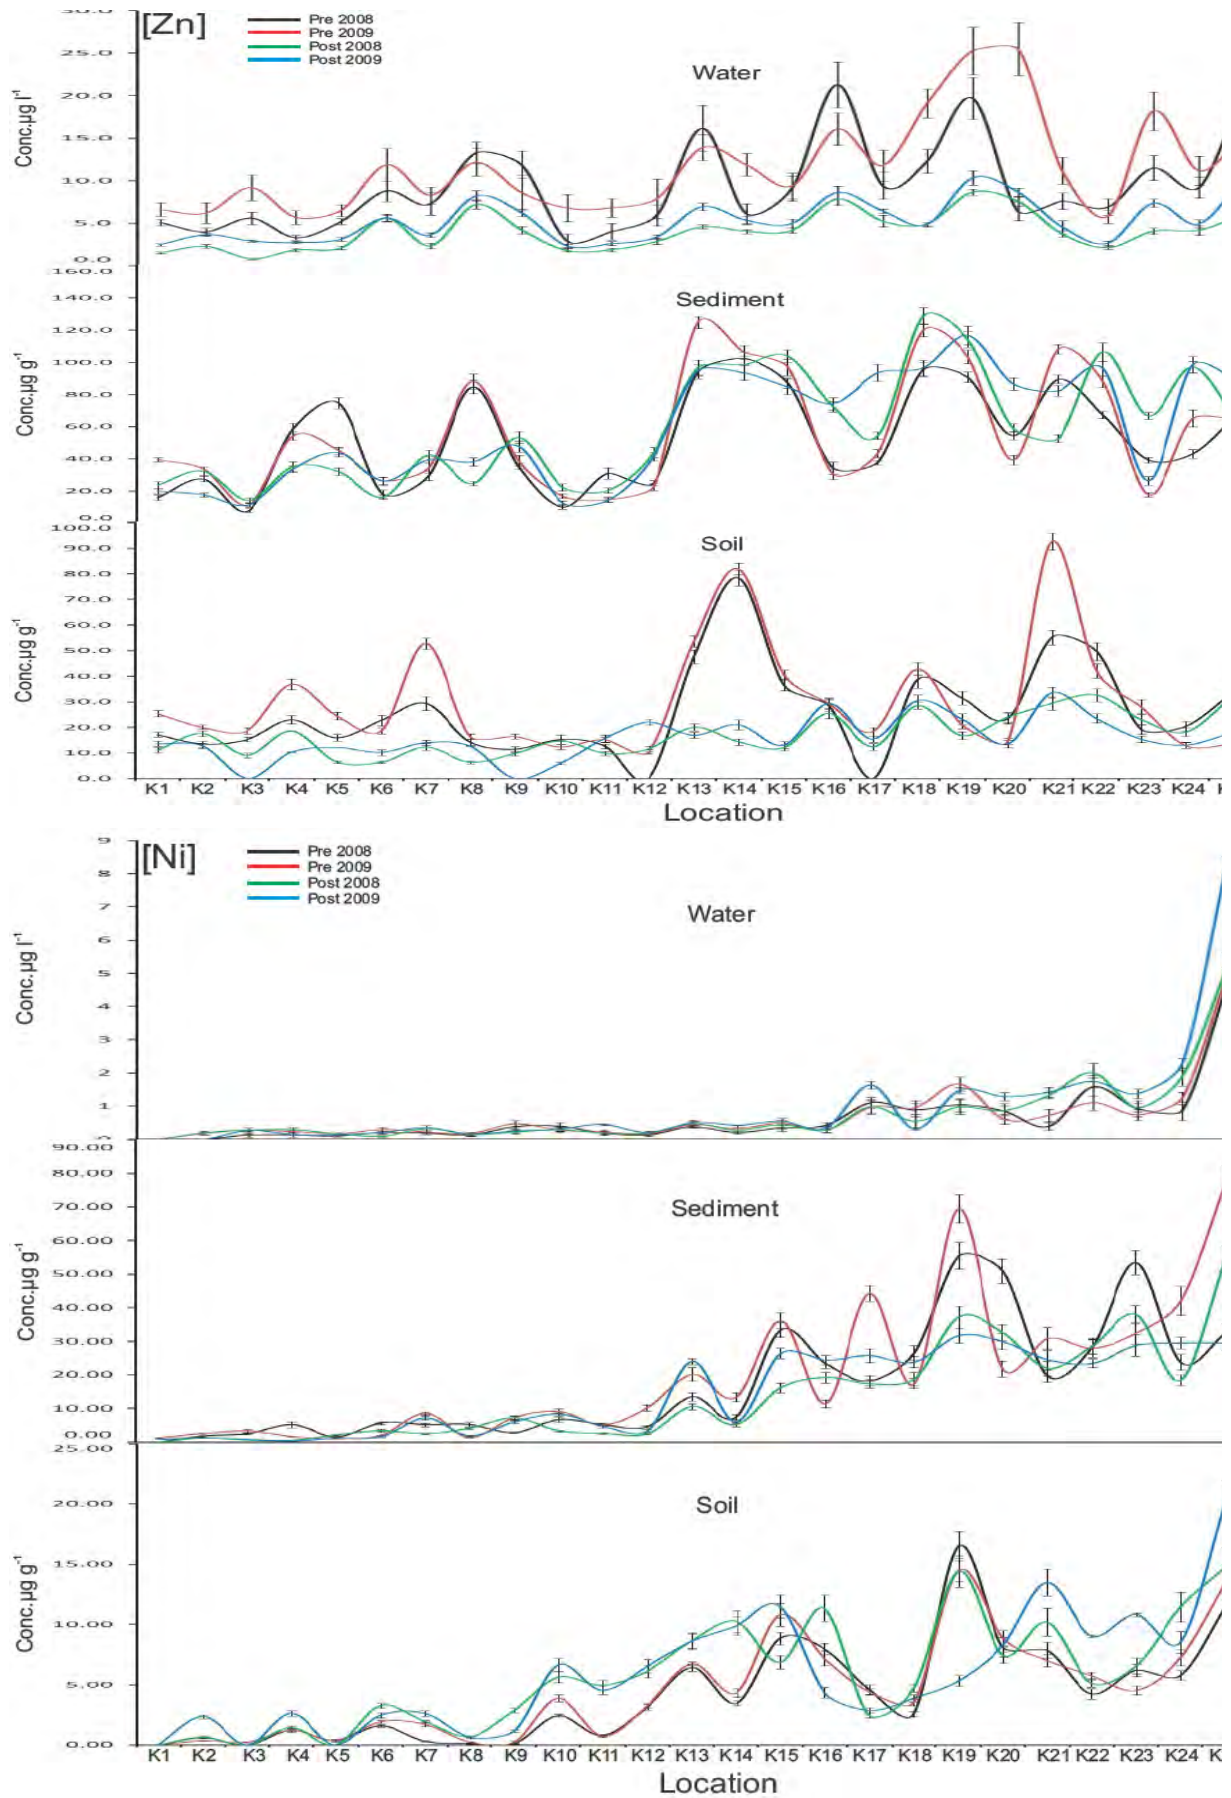 30.0
[Zn]
Pre 2008
Pre 2009
Post 2008
Post 2009
25.0
20.0
15.0
10.0
5.0
0.0
Conc.µg l-1
Water
160.0
140.0
120.0
100.0
80.0
60.0
40.0
20.0
0.0
Conc.µg g-1
Sediment
100.0
90.0
80.0
70.0
60.0
50.0
40.0
30.0
20.0
10.0
0.0
Conc.µg g-1
Soil
K1 K2 K3 K4 K5 K6 K7 K8 K9 K10 K11 K12 K13 K14 K15 K16 K17 K18 K19 K20 K21 K22 K23 K24
Location
[Ni]
Pre 2008
Pre 2009
Post 2008
Post 2009
9
8
7
6
5
4
3
2
1
0
Conc.µg l-1
Water
90.00
80.00
70.00
60.00
50.00
40.00
30.00
20.00
10.00
0.00
Conc.µg g-1
Sediment
25.00
20.00
15.00
10.00
5.00
0.00
Conc.µg g-1
Soil
K1 K2 K3 K4 K5 K6 K7 K8 K9 K10 K11 K12 K13 K14 K15 K16 K17 K18 K19 K20 K21 K22 K23 K24
Location